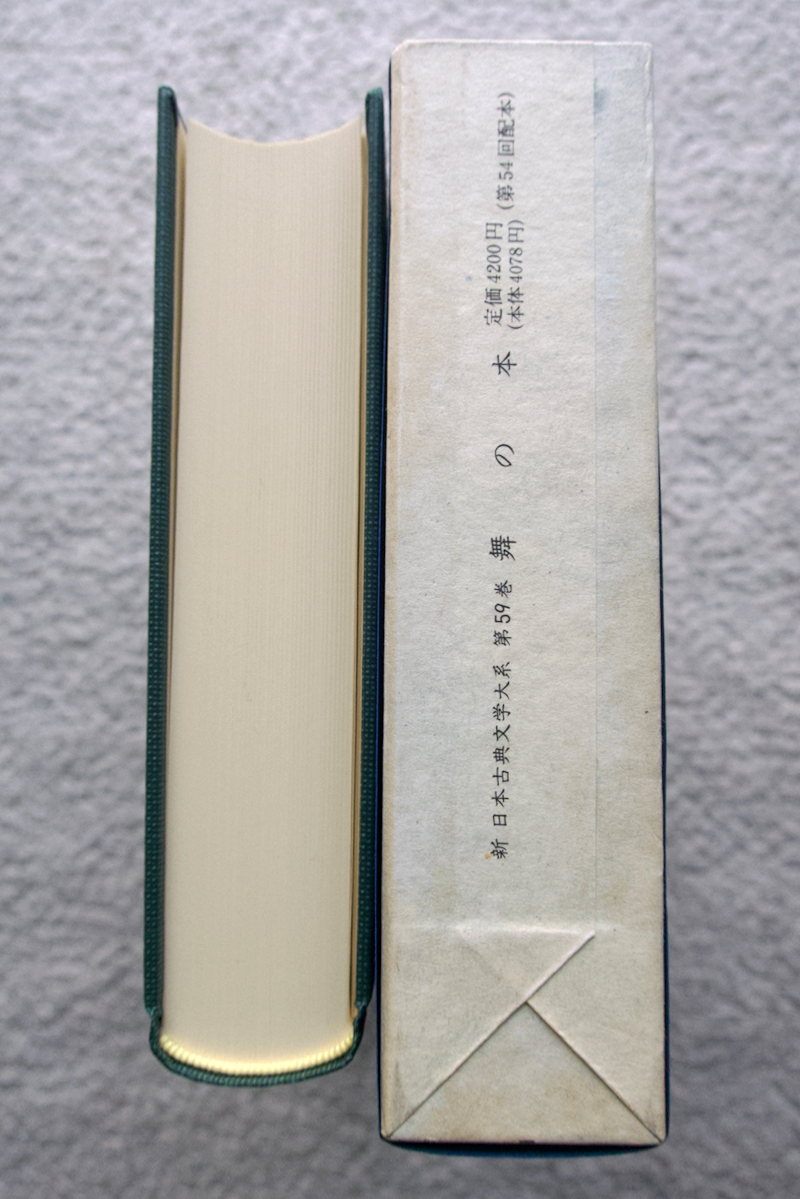 新 日本古典文学大系 第59巻 舞の本
定価4200円
(本体4078円)
(第54回配本)